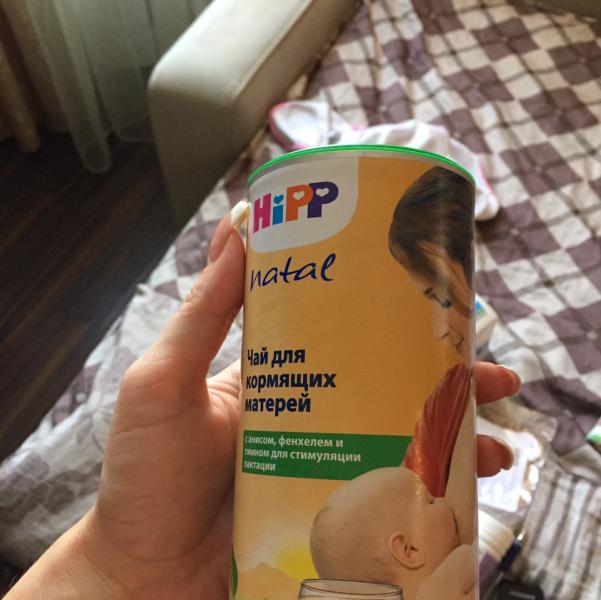 HiPP
natal
Чай для
кормящих
матерей
с анисом, фенхелем и
тмином для стимуляции
лактации